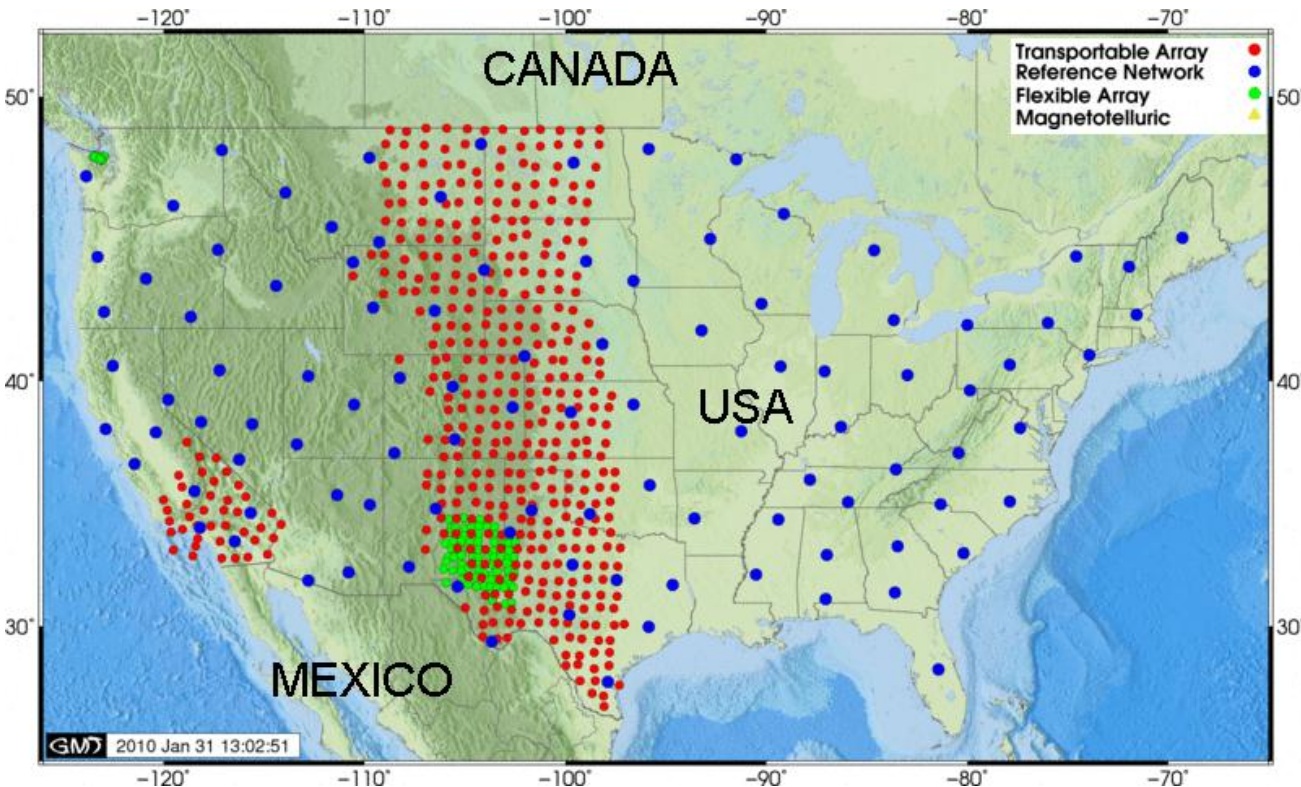 −120° −110° −100° −90° −80° −70°
CANADA
Transportable Array
Reference Network
Flexible Array
Magnetotelluric
50° 50°
40° 40°
USA
30° 30°
MEXICO
GMT 2010 Jan 31 13:02:51
−120° −110° −100° −90° −80° −70°